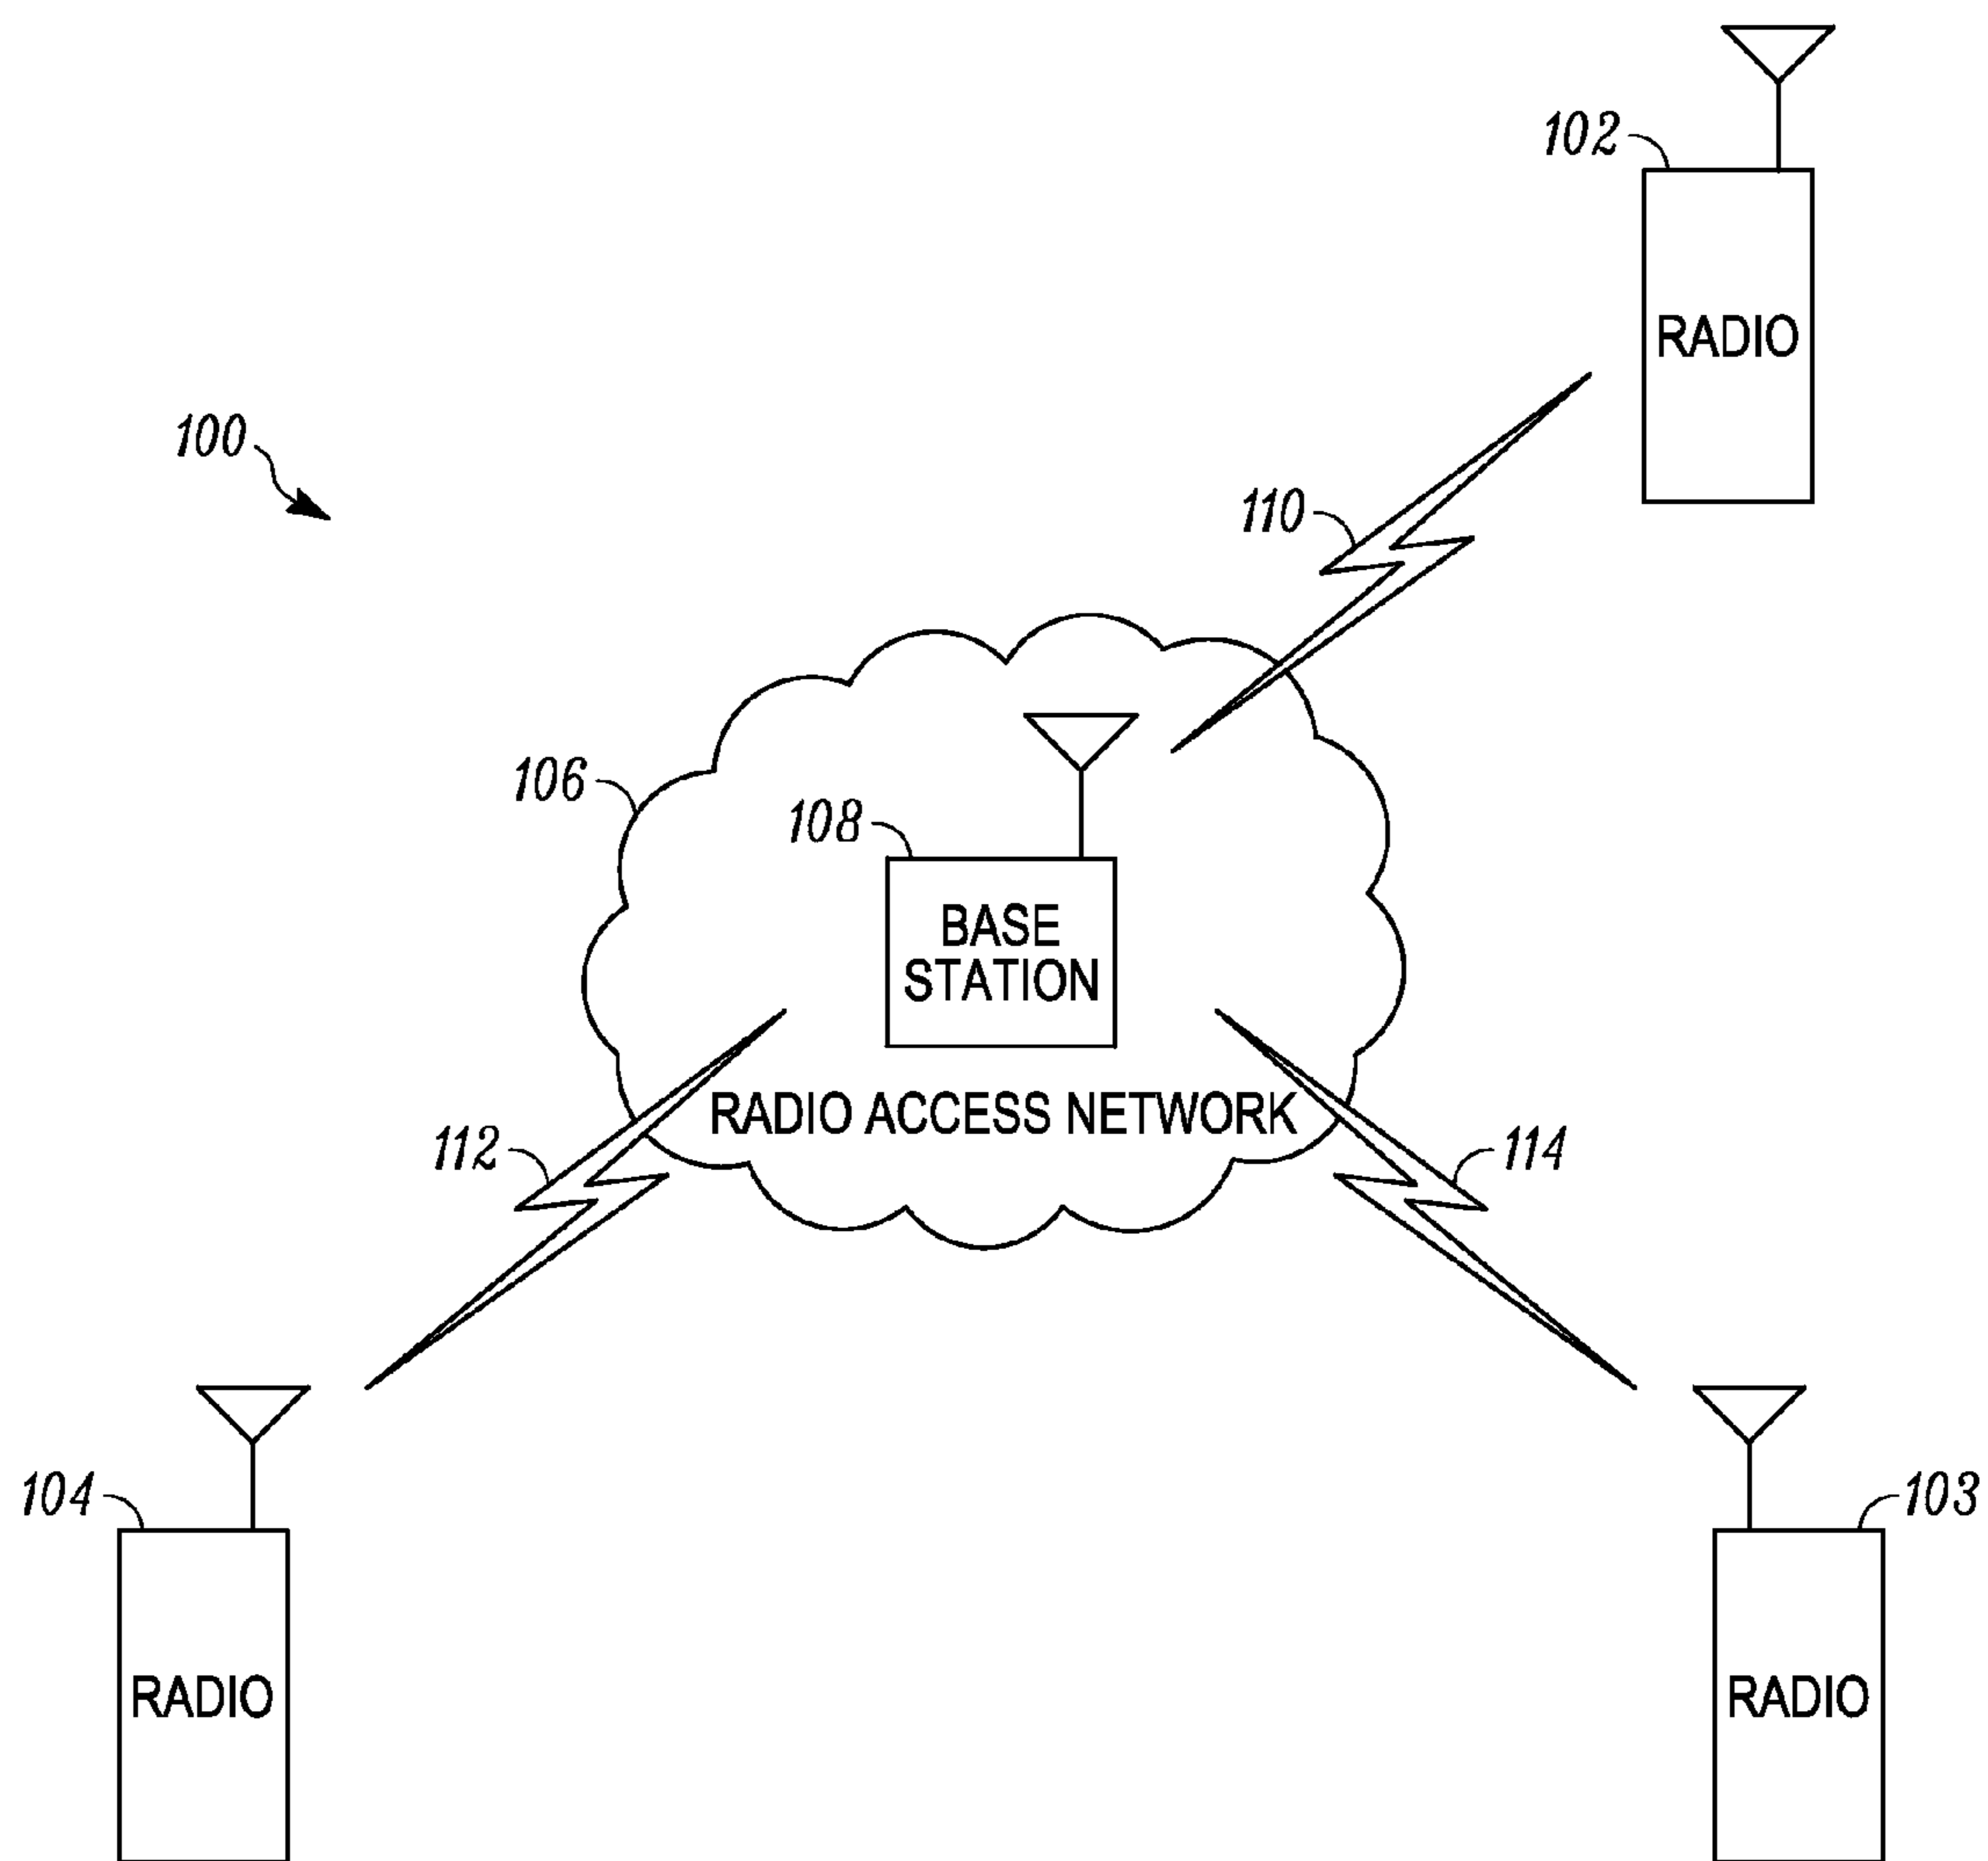 102
RADIO
100
110
106
108
BASE
STATION
RADIO ACCESS NETWORK
112
114
104
103
RADIO
RADIO